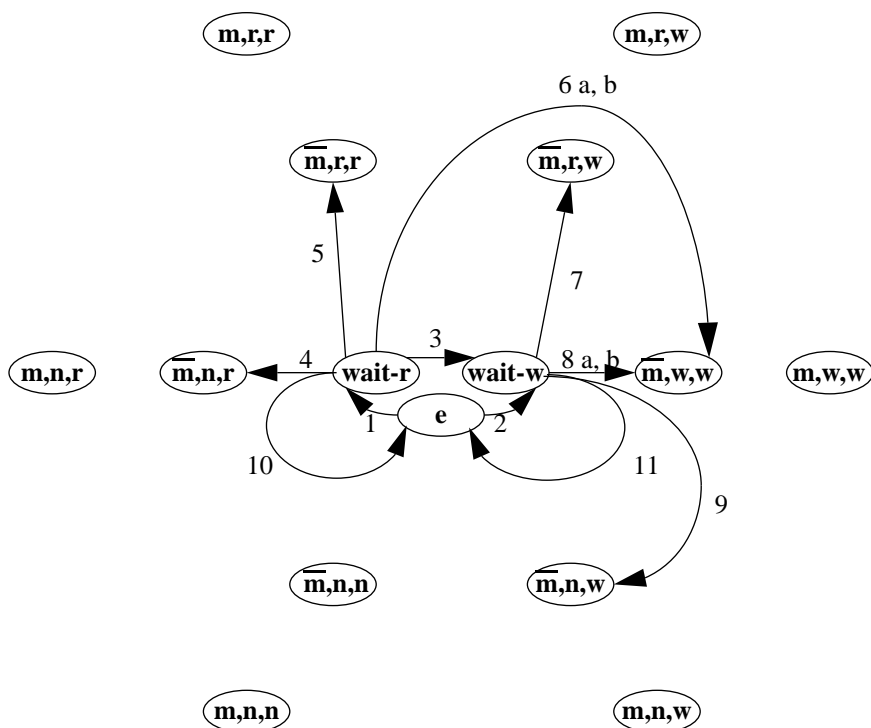 m,r,r
m,r,w
6 a, b
m̅,r,r
m̅,r,w
5
7
3
4
8 a, b
m,n,r
m̅,n,r
wait-r
wait-w
m̅,w,w
m,w,w
e
1
2
10
11
9
m̅,n,n
m̅,n,w
m,n,n
m,n,w